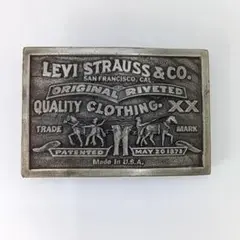 LEVI STRAUSS & CO.
SAN FRANCISCO, CAL
ORIGINAL RIVETED
QUALITY CLOTHING. XX
TRADE MARK
PATENTED MAY 20 1873
Made in U.S.A.